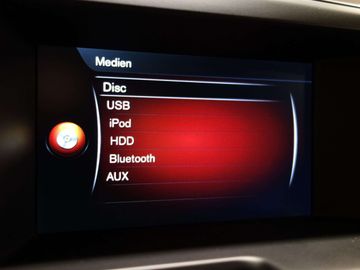 Medien
Disc
USB
iPod
HDD
Bluetooth
AUX